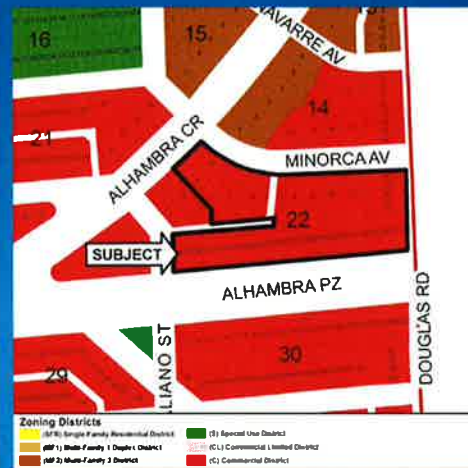 16
15
NAVARRE AV
14
21
ALHAMBRA CR
MINORCA AV
22
SUBJECT
ALHAMBRA PZ
DOUGLAS RD
LIANO ST
30
29
Zoning Districts
(SFR) Single Family Residential District
(MF1) Multi-Family 1 Duplex District
(MF2) Multi-Family 2 District
(S) Special Use District
(CL) Commercial Limited District
(C) Commercial District